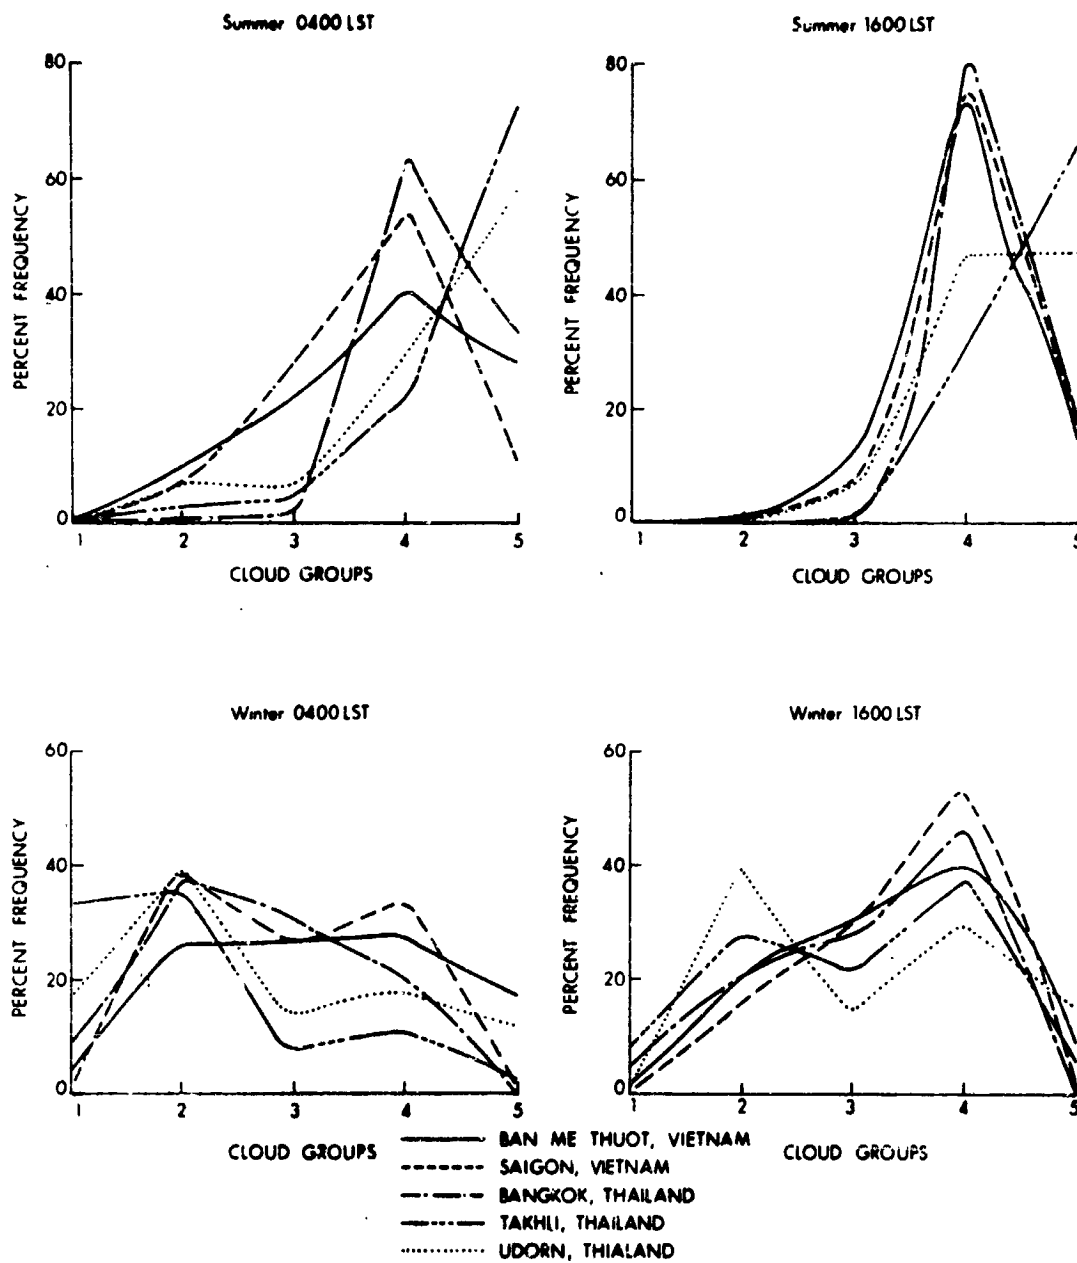 Summer 0400 LST
80
60
40
20
0
1 2 3 4 5
PERCENT FREQUENCY
CLOUD GROUPS
Summer 1600 LST
80
60
40
20
0
1 2 3 4 5
PERCENT FREQUENCY
CLOUD GROUPS
Winter 0400 LST
60
40
20
0
1 2 3 4 5
PERCENT FREQUENCY
CLOUD GROUPS
Winter 1600 LST
60
40
20
0
1 2 3 4 5
PERCENT FREQUENCY
CLOUD GROUPS
BAN ME THUOT, VIETNAM
SAIGON, VIETNAM
BANGKOK, THAILAND
TAKHLI, THAILAND
UDORN, THIALAND